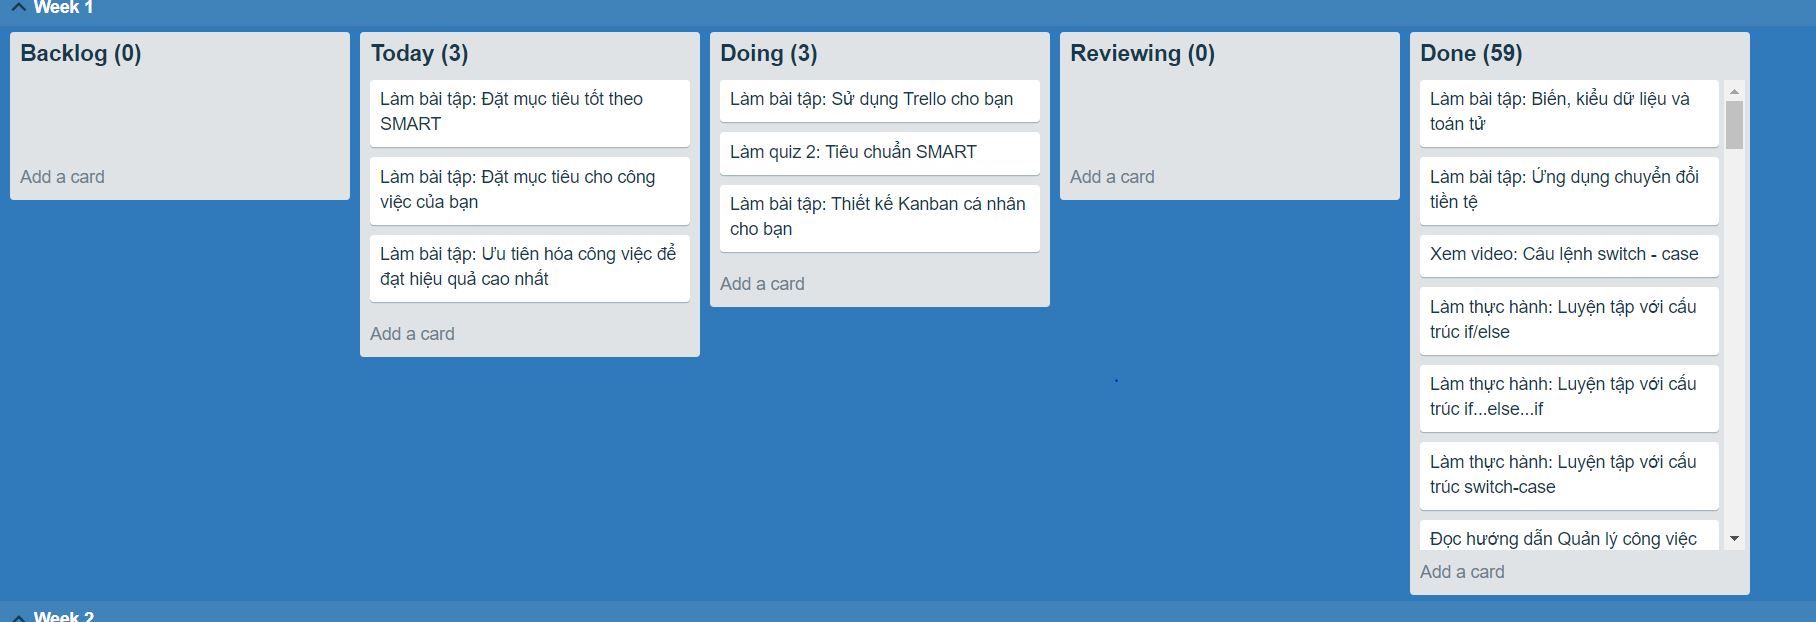 Week 1
Backlog (0)
Add a card
Today (3)
Làm bài tập: Đặt mục tiêu tốt theo
SMART
Làm bài tập: Đặt mục tiêu cho công
việc của bạn
Làm bài tập: Ưu tiên hóa công việc để
đạt hiệu quả cao nhất
Add a card
Doing (3)
Làm bài tập: Sử dụng Trello cho bạn
Làm quiz 2: Tiêu chuẩn SMART
Làm bài tập: Thiết kế Kanban cá nhân
cho bạn
Add a card
Reviewing (0)
Add a card
Done (59)
Làm bài tập: Biến, kiểu dữ liệu và
toán tử
Làm bài tập: Ứng dụng chuyển đổi
tiền tệ
Xem video: Câu lệnh switch - case
Làm thực hành: Luyện tập với cấu
trúc if/else
Làm thực hành: Luyện tập với cấu
trúc if...else...if
Làm thực hành: Luyện tập với cấu
trúc switch-case
Đọc hướng dẫn Quản lý công việc
Add a card
Week 2